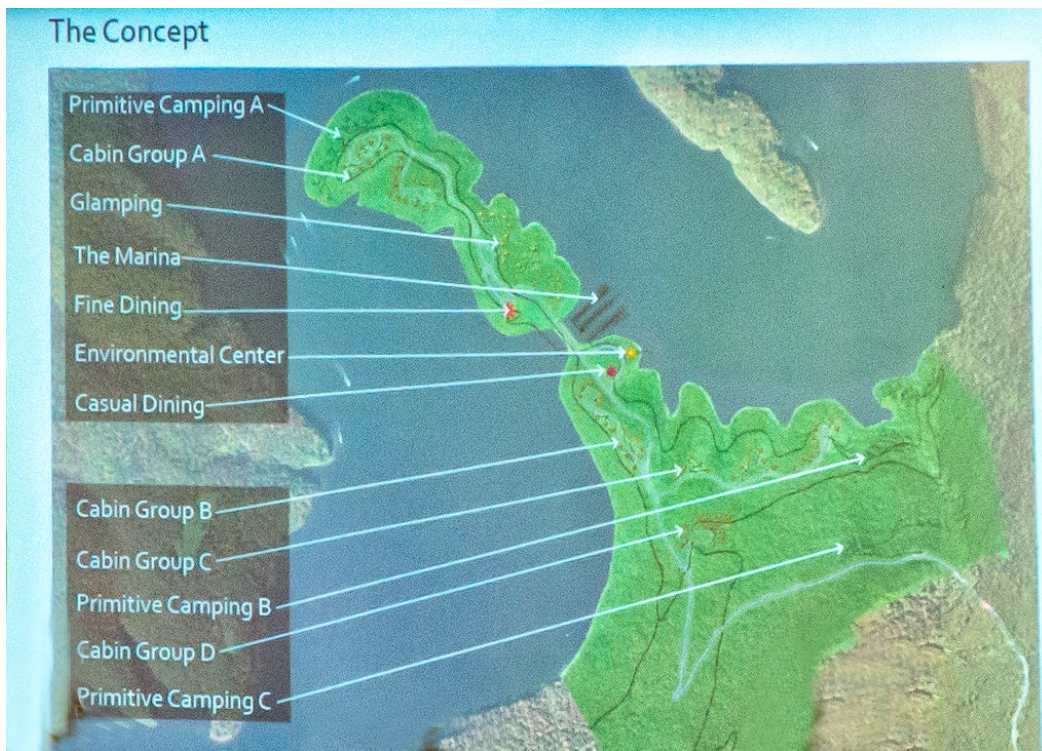 The Concept
Primitive Camping A
Cabin Group A
Glamping
The Marina
Fine Dining
Environmental Center
Casual Dining
Cabin Group B
Cabin Group C
Primitive Camping B
Cabin Group D
Primitive Camping C